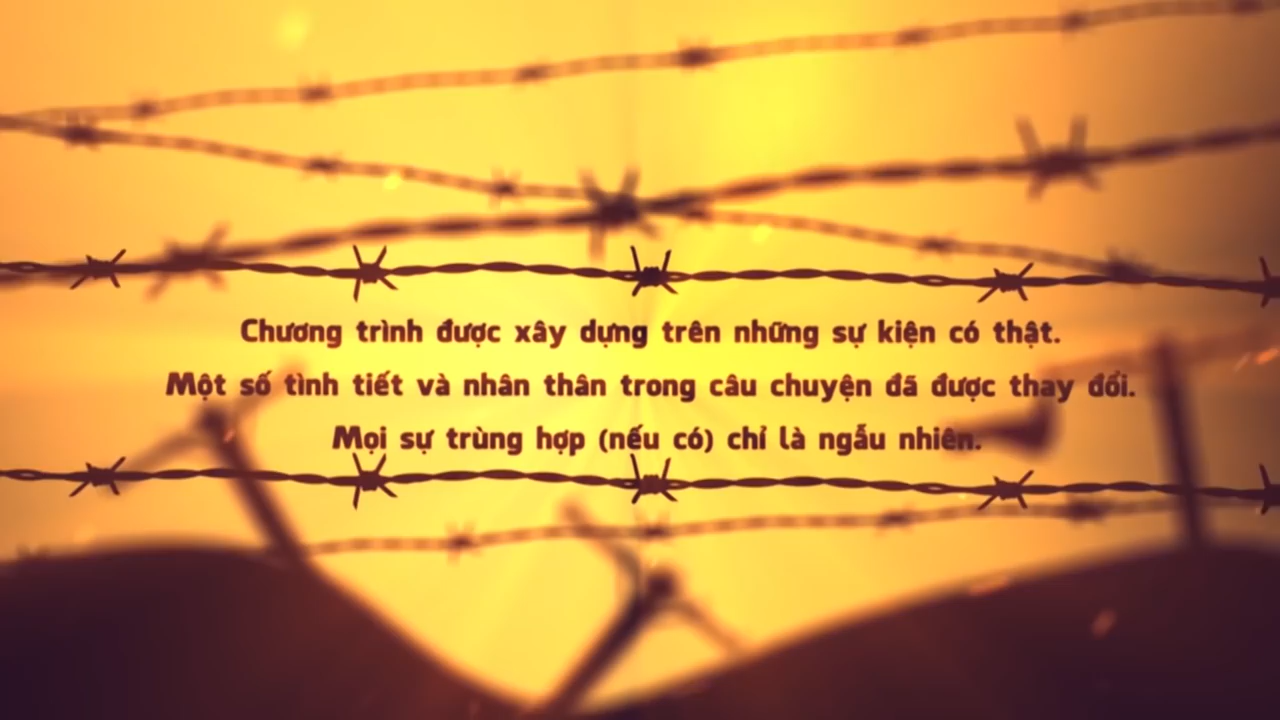 Chương trình được xây dựng trên những sự kiện có thật.
Một số tình tiết và nhân thân trong câu chuyện đã được thay đổi.
Mọi sự trùng hợp (nếu có) chỉ là ngẫu nhiên.